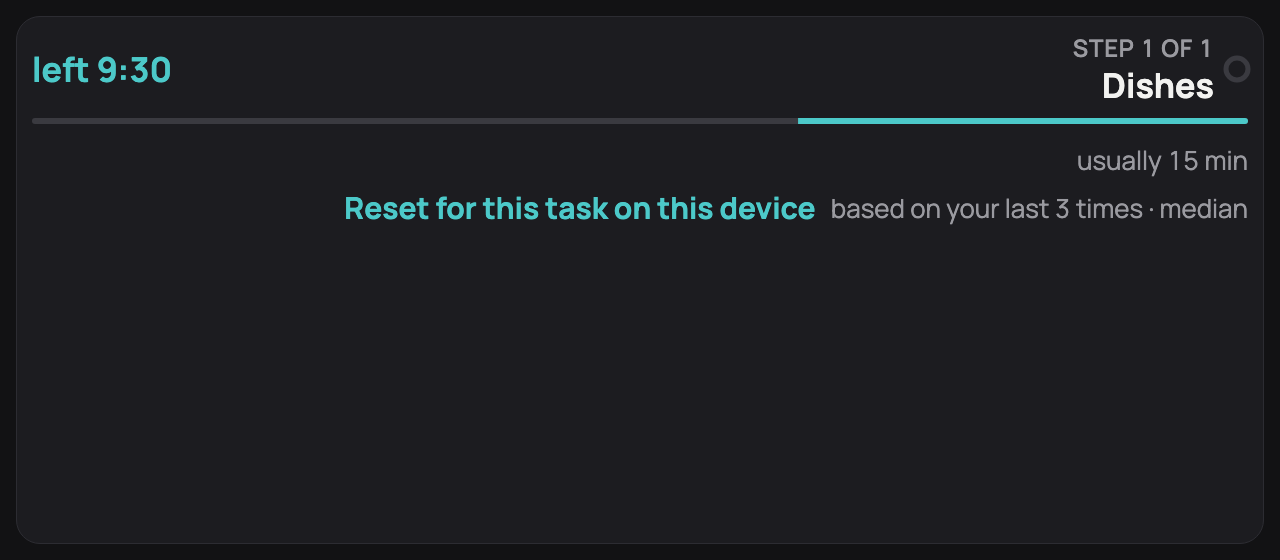 STEP 1 OF 1
Dishes
left 9:30
usually 15 min
based on your last 3 times · median
Reset for this task on this device